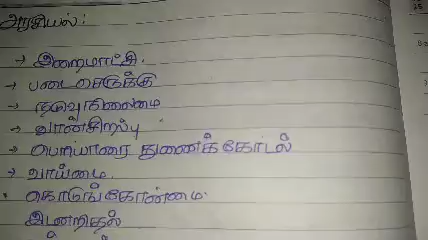 அரசியல் :
→ இறைமாட்சி.
→ படை செருக்கு
→ நடுவுநிலைமை
→ வான்சிறப்பு
→ பெரியாரை துணைக்கோடல்
→ வாய்மை.
• கொடுங்கோண்மை.
இடனறிதல்